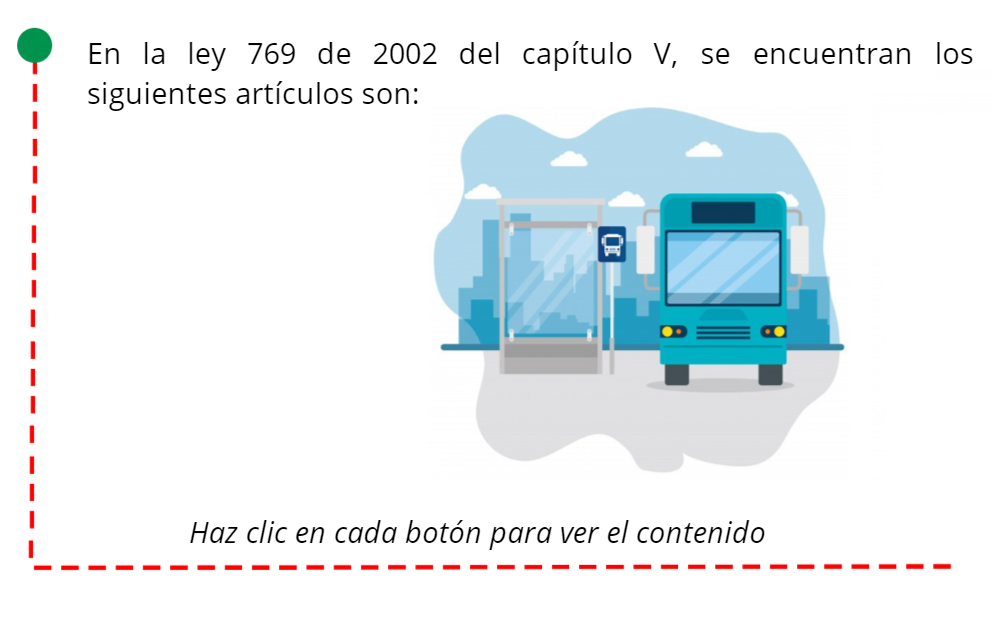 En la ley 769 de 2002 del capítulo V, se encuentran los
siguientes artículos son:
Haz clic en cada botón para ver el contenido